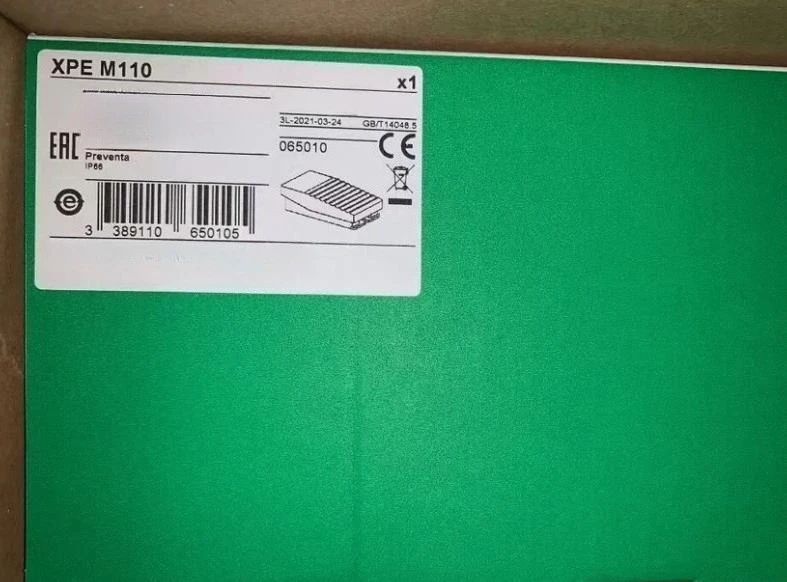 XPE M110
x1
3L-2021-03-24 GB/T14048.5
EAC
065010
CE
Preventa
IP66
e
3 389110 650105